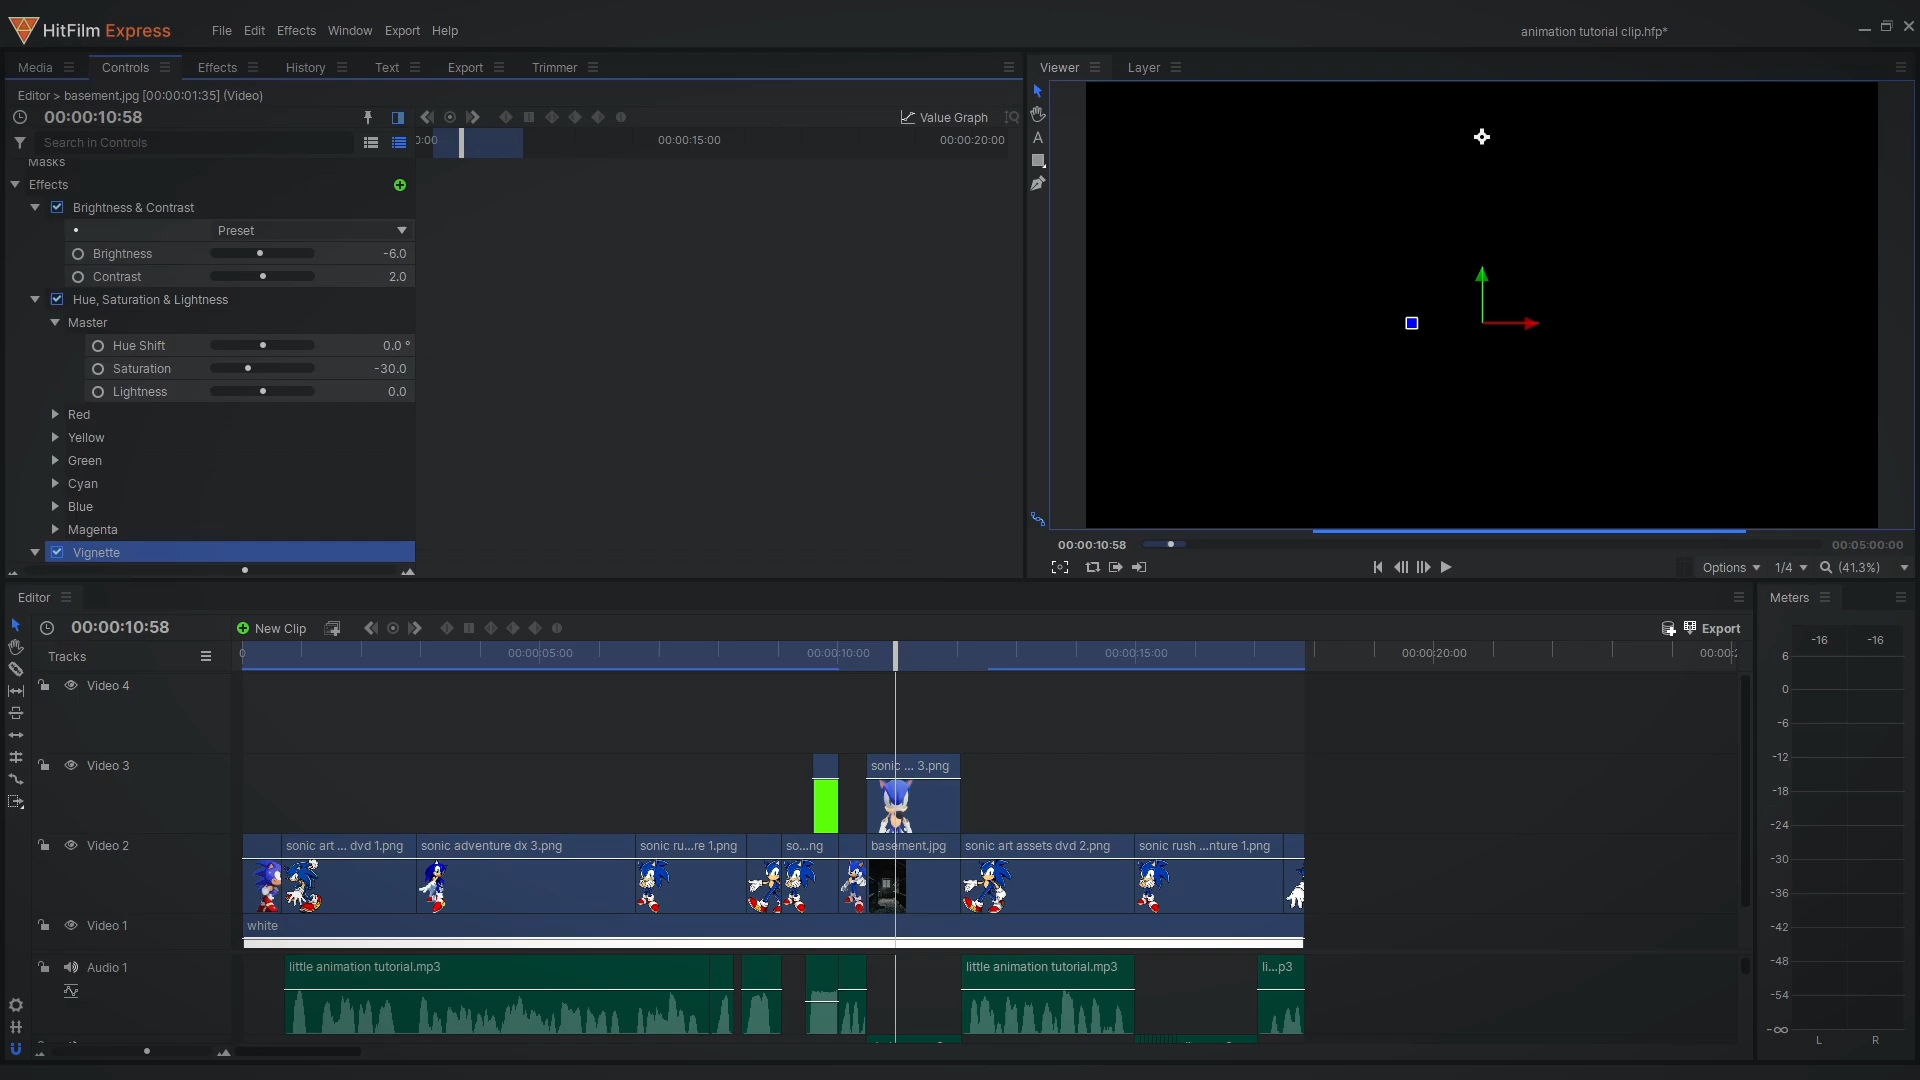 HitFilm Express
File Edit Effects Window Export Help
animation tutorial clip.hfp*
Media Controls Effects History Text Export Trimmer
Viewer Layer
Editor > basement.jpg [00:00:01:35] (Video)
00:00:10:58
Value Graph
Search in Controls
0:00 00:00:15:00 00:00:20:00
Masks
Effects
Brightness & Contrast
Preset
Brightness -6.0
Contrast 2.0
Hue, Saturation & Lightness
Master
Hue Shift 0.0 °
Saturation -30.0
Lightness 0.0
Red
Yellow
Green
Cyan
Blue
Magenta
Vignette
A
00:00:10:58 00:05:00:00
Options 1/4 (41.3%)
Editor
Meters
00:00:10:58
New Clip
Export
Tracks
0 00:00:05:00 00:00:10:00 00:00:15:00 00:00:20:00 00:00:2
Video 4
Video 3
sonic ... 3.png
Video 2
sonic art ... dvd 1.png
sonic adventure dx 3.png
sonic ru...re 1.png
so...ng
basement.jpg
sonic art assets dvd 2.png
sonic rush ...nture 1.png
Video 1
white
Audio 1
little animation tutorial.mp3
little animation tutorial.mp3
li...p3
-16 -16
6
0
-6
-12
-18
-24
-30
-36
-42
-48
-54
-∞
L R